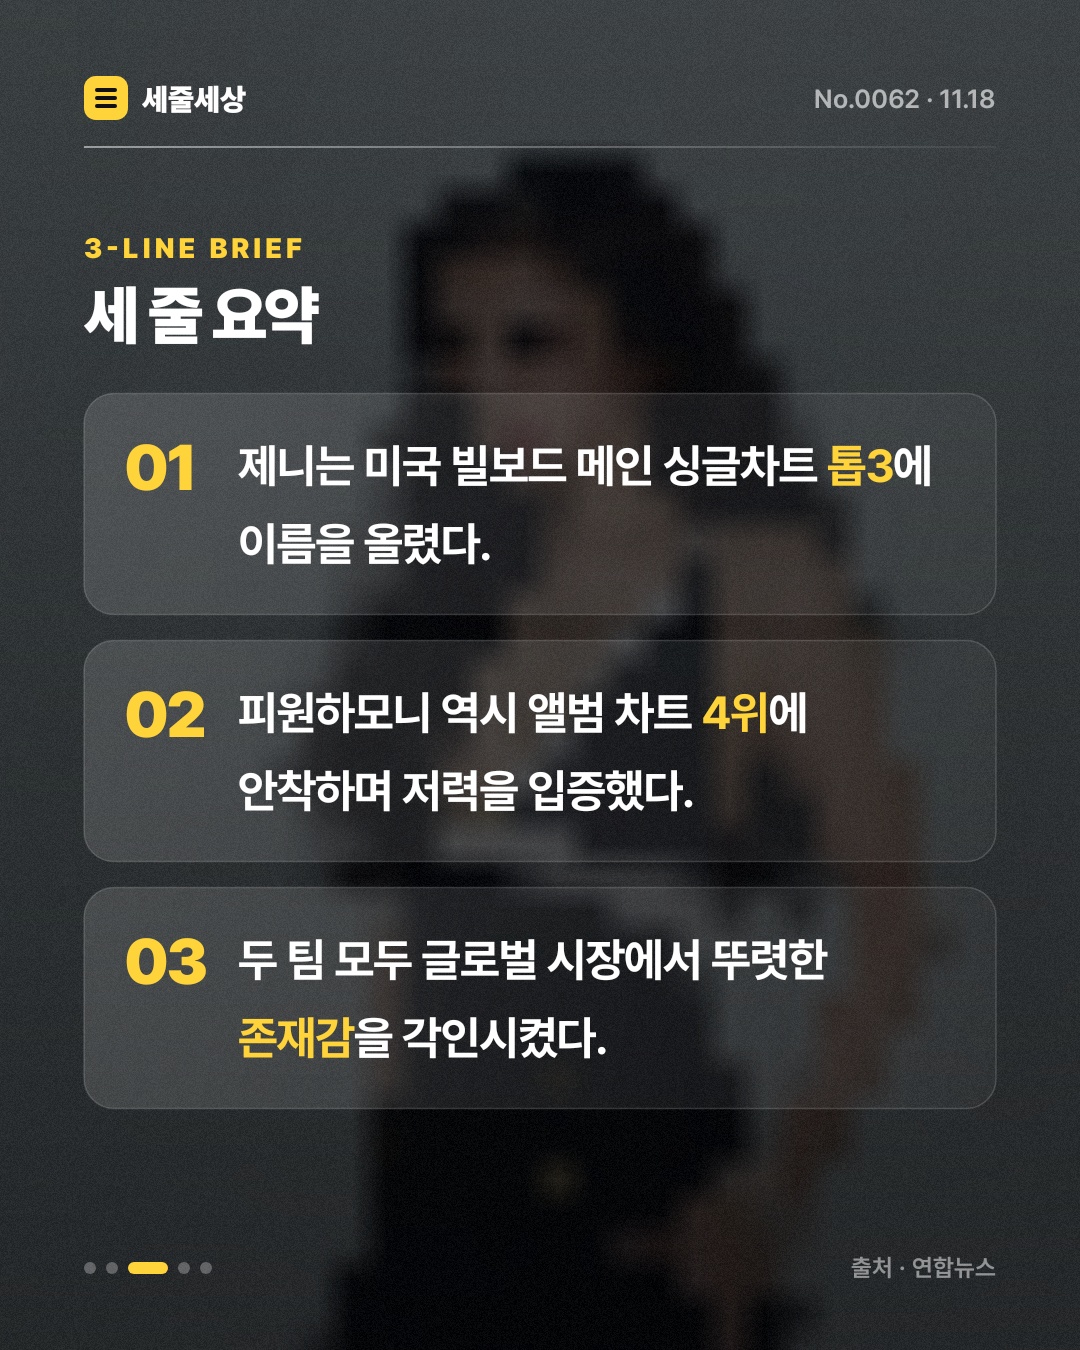 세줄세상
No.0062 · 11.18
3-LINE BRIEF
세 줄 요약
01
제니는 미국 빌보드 메인 싱글차트 톱3에
이름을 올렸다.
02
피원하모니 역시 앨범 차트 4위에
안착하며 저력을 입증했다.
03
두 팀 모두 글로벌 시장에서 뚜렷한
존재감을 각인시켰다.
출처 · 연합뉴스